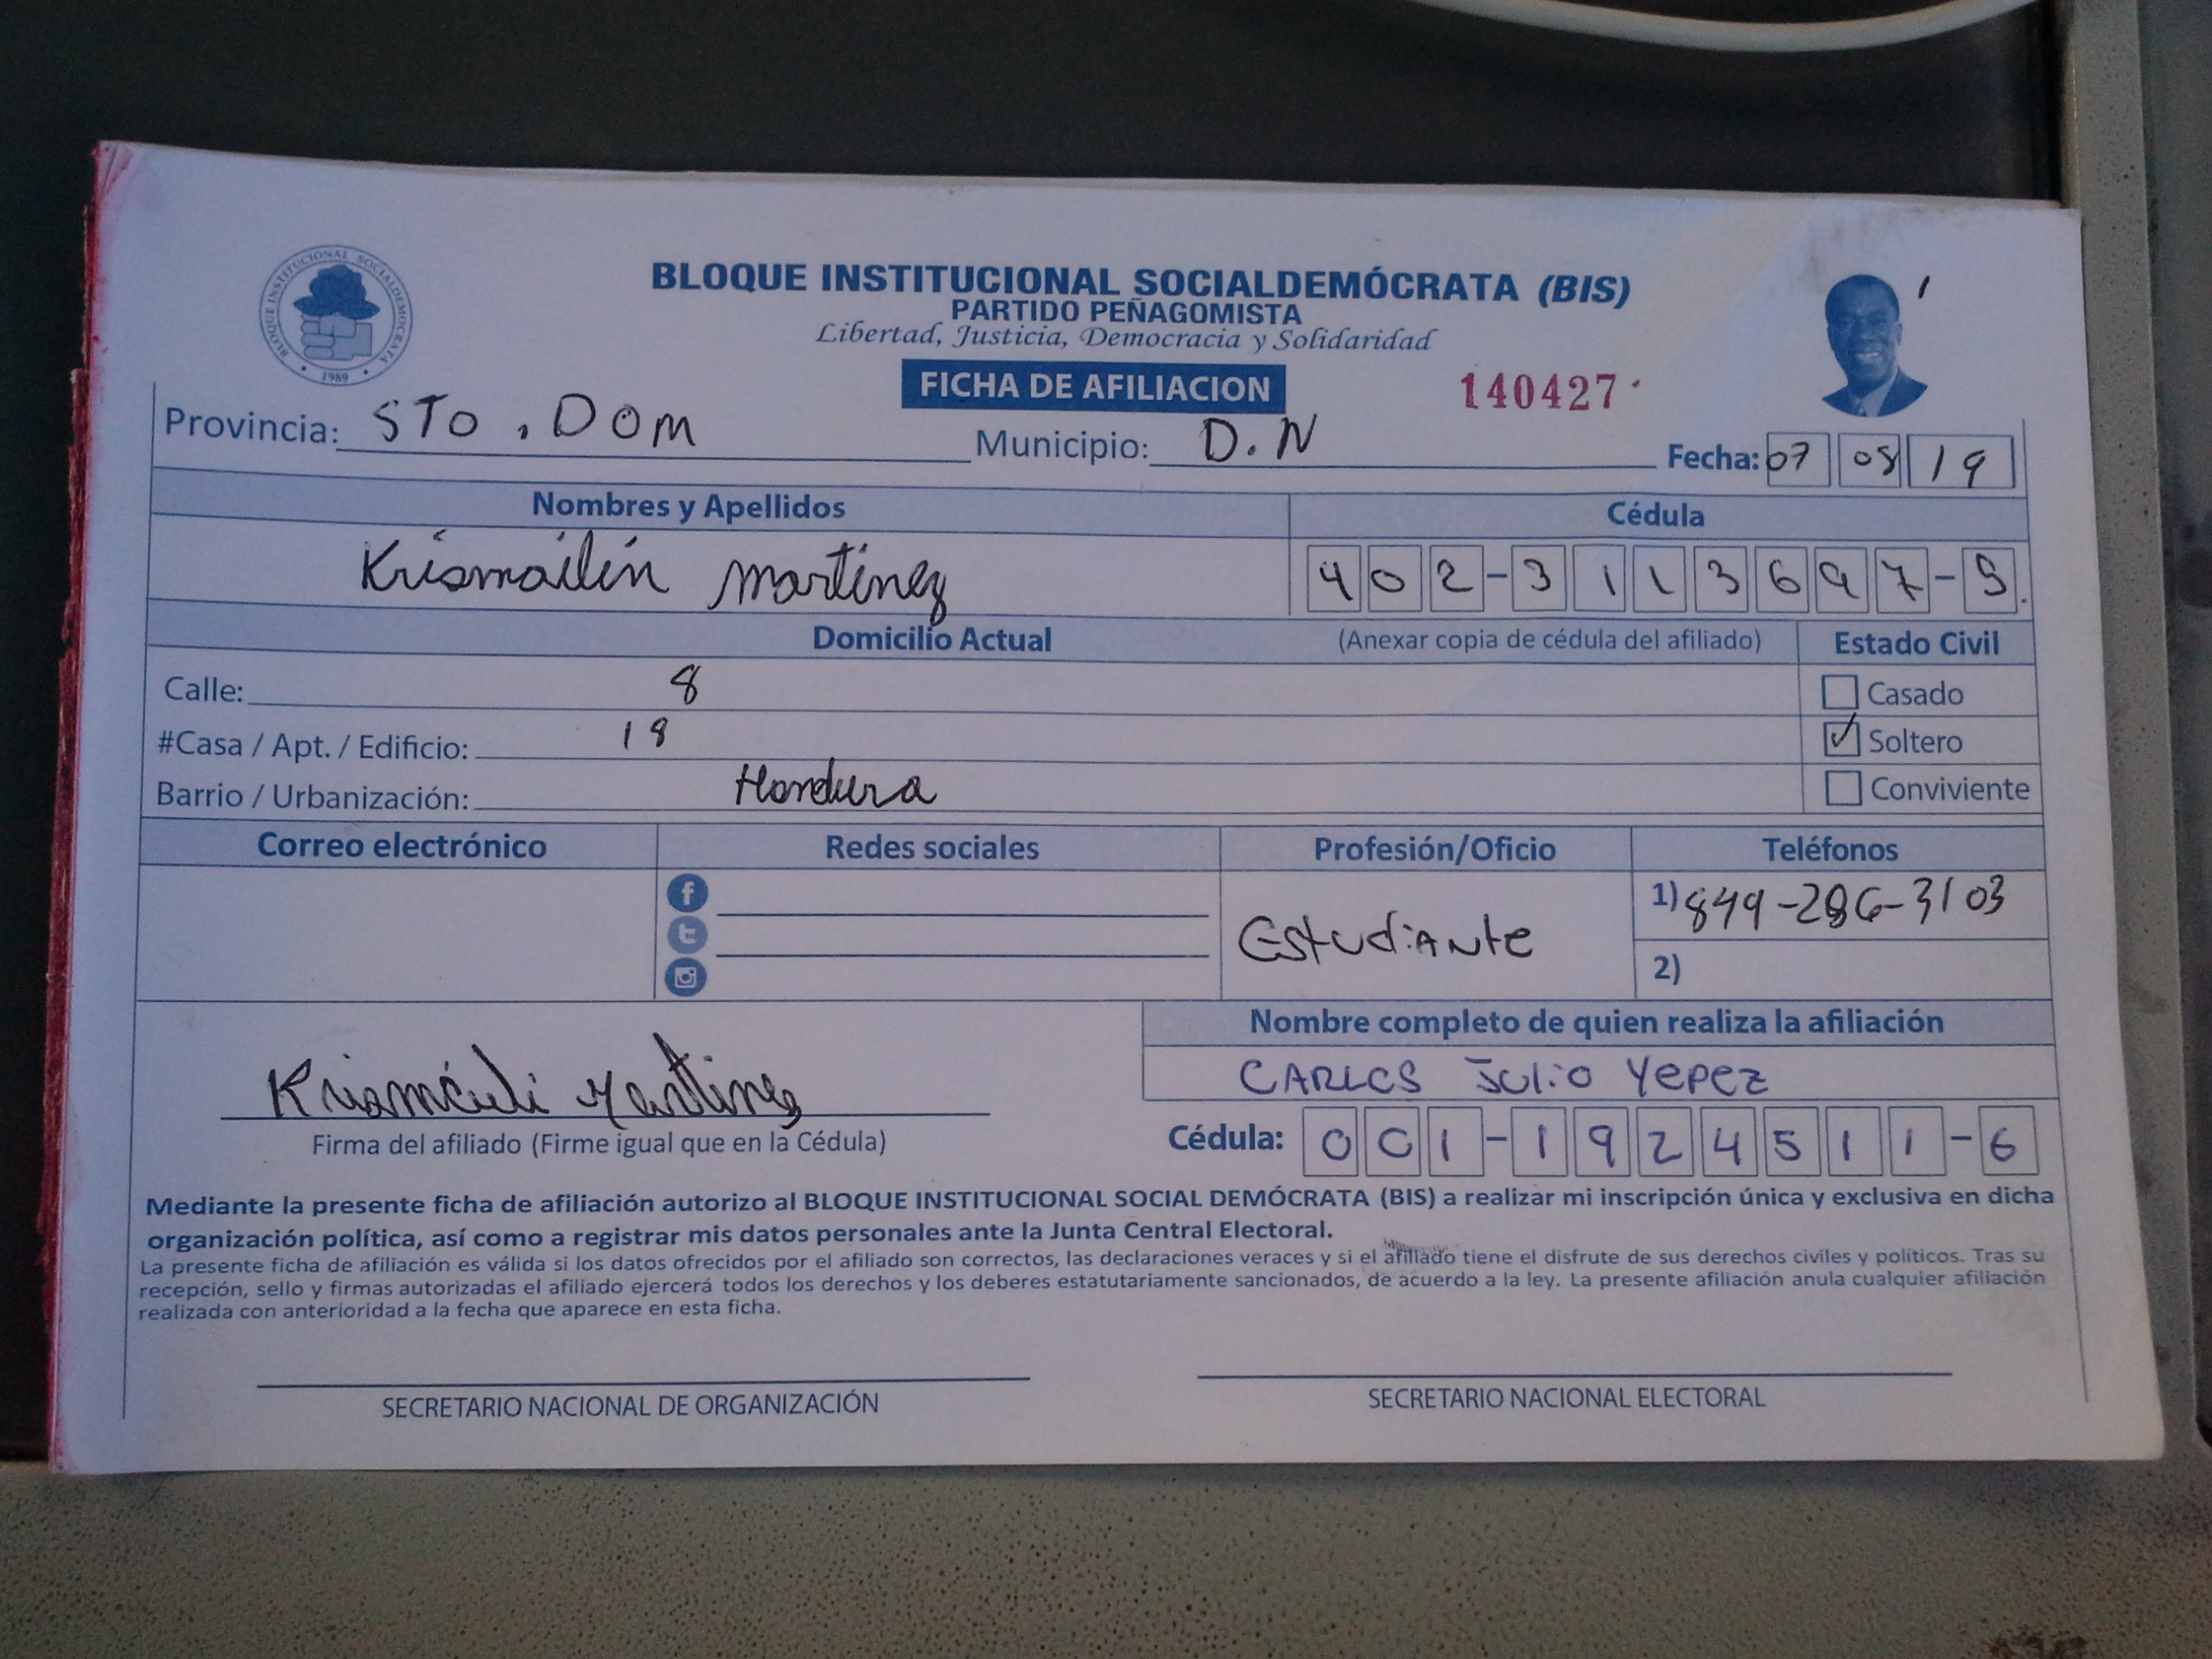 BLOQUE INSTITUCIONAL SOCIALDEMOCRATA
1989
BLOQUE INSTITUCIONAL SOCIALDEMÓCRATA (BIS)
PARTIDO PEÑAGOMISTA
Libertad, Justicia, Democracia y Solidaridad
FICHA DE AFILIACION
140427
Provincia: STO, DOM Municipio: D.N Fecha: 07 08 19
Nombres y Apellidos Cédula
Krismailin martinez 402-3113697-9
Domicilio Actual (Anexar copia de cédula del afiliado) Estado Civil
Calle: 8 Casado
#Casa / Apt. / Edificio: 18 Soltero
Barrio / Urbanización: Hondura Conviviente
Correo electrónico Redes sociales Profesión/Oficio Teléfonos
Estudiante 1) 849-286-3103
2)
Nombre completo de quien realiza la afiliación
CARLOS JULIO YEPEZ
Martinez
Firma del afiliado (Firme igual que en la Cédula) Cédula: 001-1924511-6
Mediante la presente ficha de afiliación autorizo al BLOQUE INSTITUCIONAL SOCIAL DEMÓCRATA (BIS) a realizar mi inscripción única y exclusiva en dicha
organización política, así como a registrar mis datos personales ante la Junta Central Electoral.
La presente ficha de afiliación es válida si los datos ofrecidos por el afiliado son correctos, las declaraciones veraces y si el afiliado tiene el disfrute de sus derechos civiles y políticos. Tras su
recepción, sello y firmas autorizadas el afiliado ejercerá todos los derechos y los deberes estatutariamente sancionados, de acuerdo a la ley. La presente afiliación anula cualquier afiliación
realizada con anterioridad a la fecha que aparece en esta ficha.
SECRETARIO NACIONAL DE ORGANIZACIÓN SECRETARIO NACIONAL ELECTORAL